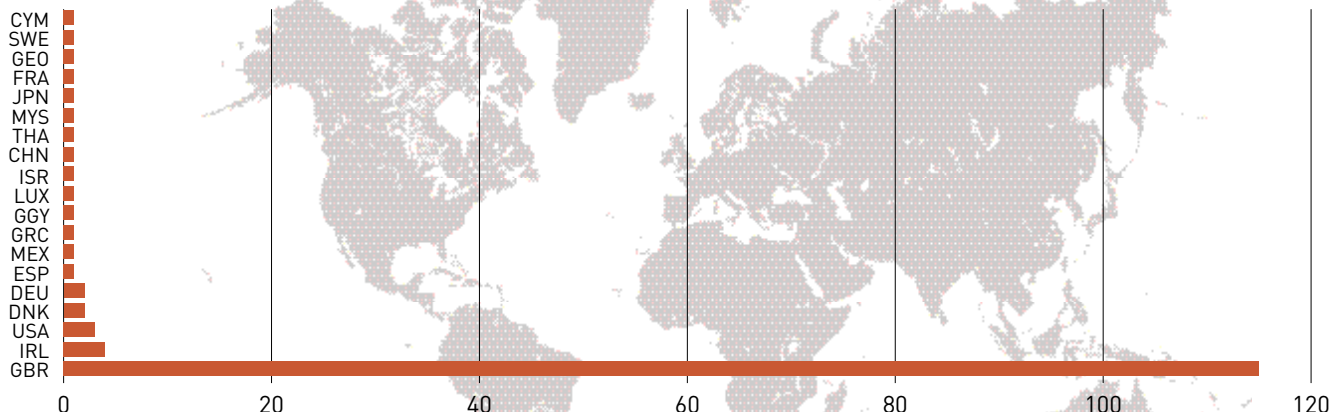 CYM
SWE
GEO
FRA
JPN
MYS
THA
CHN
ISR
LUX
GGY
GRC
MEX
ESP
DEU
DNK
USA
IRL
GBR
0 20 40 60 80 100 120